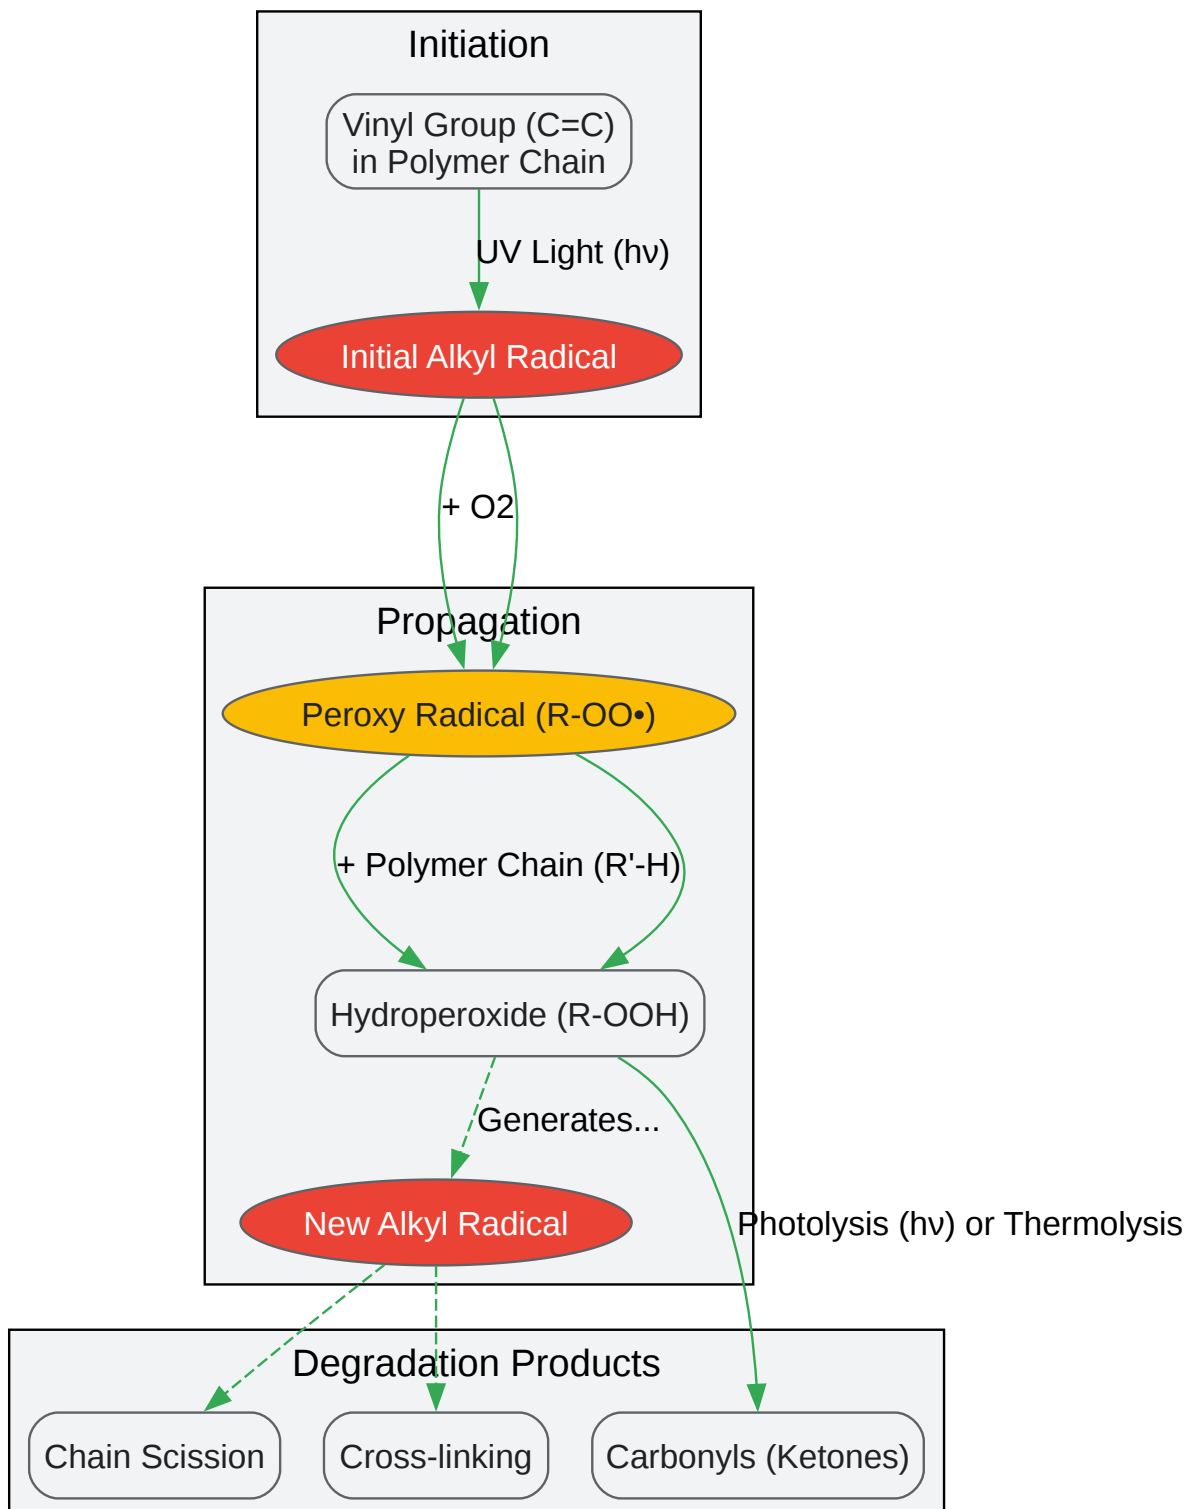 Initiation
Vinyl Group (C=C)
in Polymer Chain
UV Light (hν)
Initial Alkyl Radical
+ O2
Propagation
Peroxy Radical (R-OO•)
+ Polymer Chain (R'-H)
Hydroperoxide (R-OOH)
Generates...
New Alkyl Radical
Photolysis (hν) or Thermolysis
Degradation Products
Chain Scission
Cross-linking
Carbonyls (Ketones)